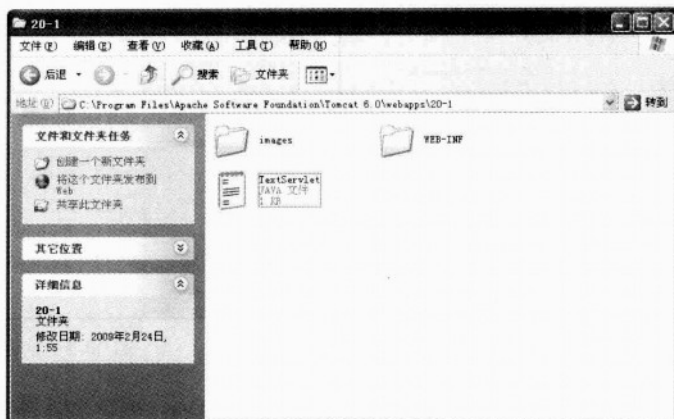 20-1
文件(F) 编辑(E) 查看(V) 收藏(A) 工具(T) 帮助(H)
后退 搜索 文件夹
地址(D) C:\Program Files\Apache Software Foundation\Tomcat 6.0\webapps\20-1 转到
文件和文件夹任务
创建一个新文件夹
将这个文件夹发布到
Web
共享此文件夹
其它位置
详细信息
20-1
文件夹
修改日期: 2009年2月24日,
1:55
images WEB-INF
TextServlet
JAVA 文件
1 KB